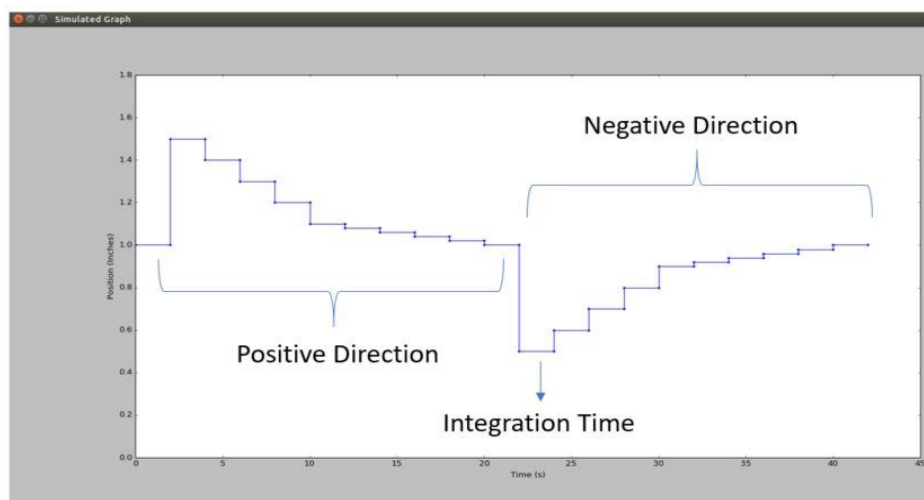 Simulated Graph
1.8
1.6
1.4
1.2
1.0
0.8
0.6
0.4
0.2
0.0
Position (Inches)
Negative Direction
Positive Direction
Integration Time
0 5 10 15 20 25 30 35 40 45
Time (s)